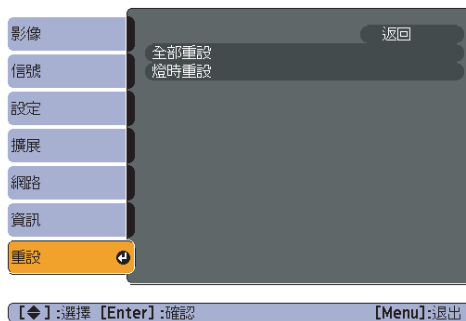 影像
信號
設定
擴展
網路
資訊
重設
返回
全部重設
燈時重設
[◆]:選擇 [Enter]:確認 [Menu]:退出